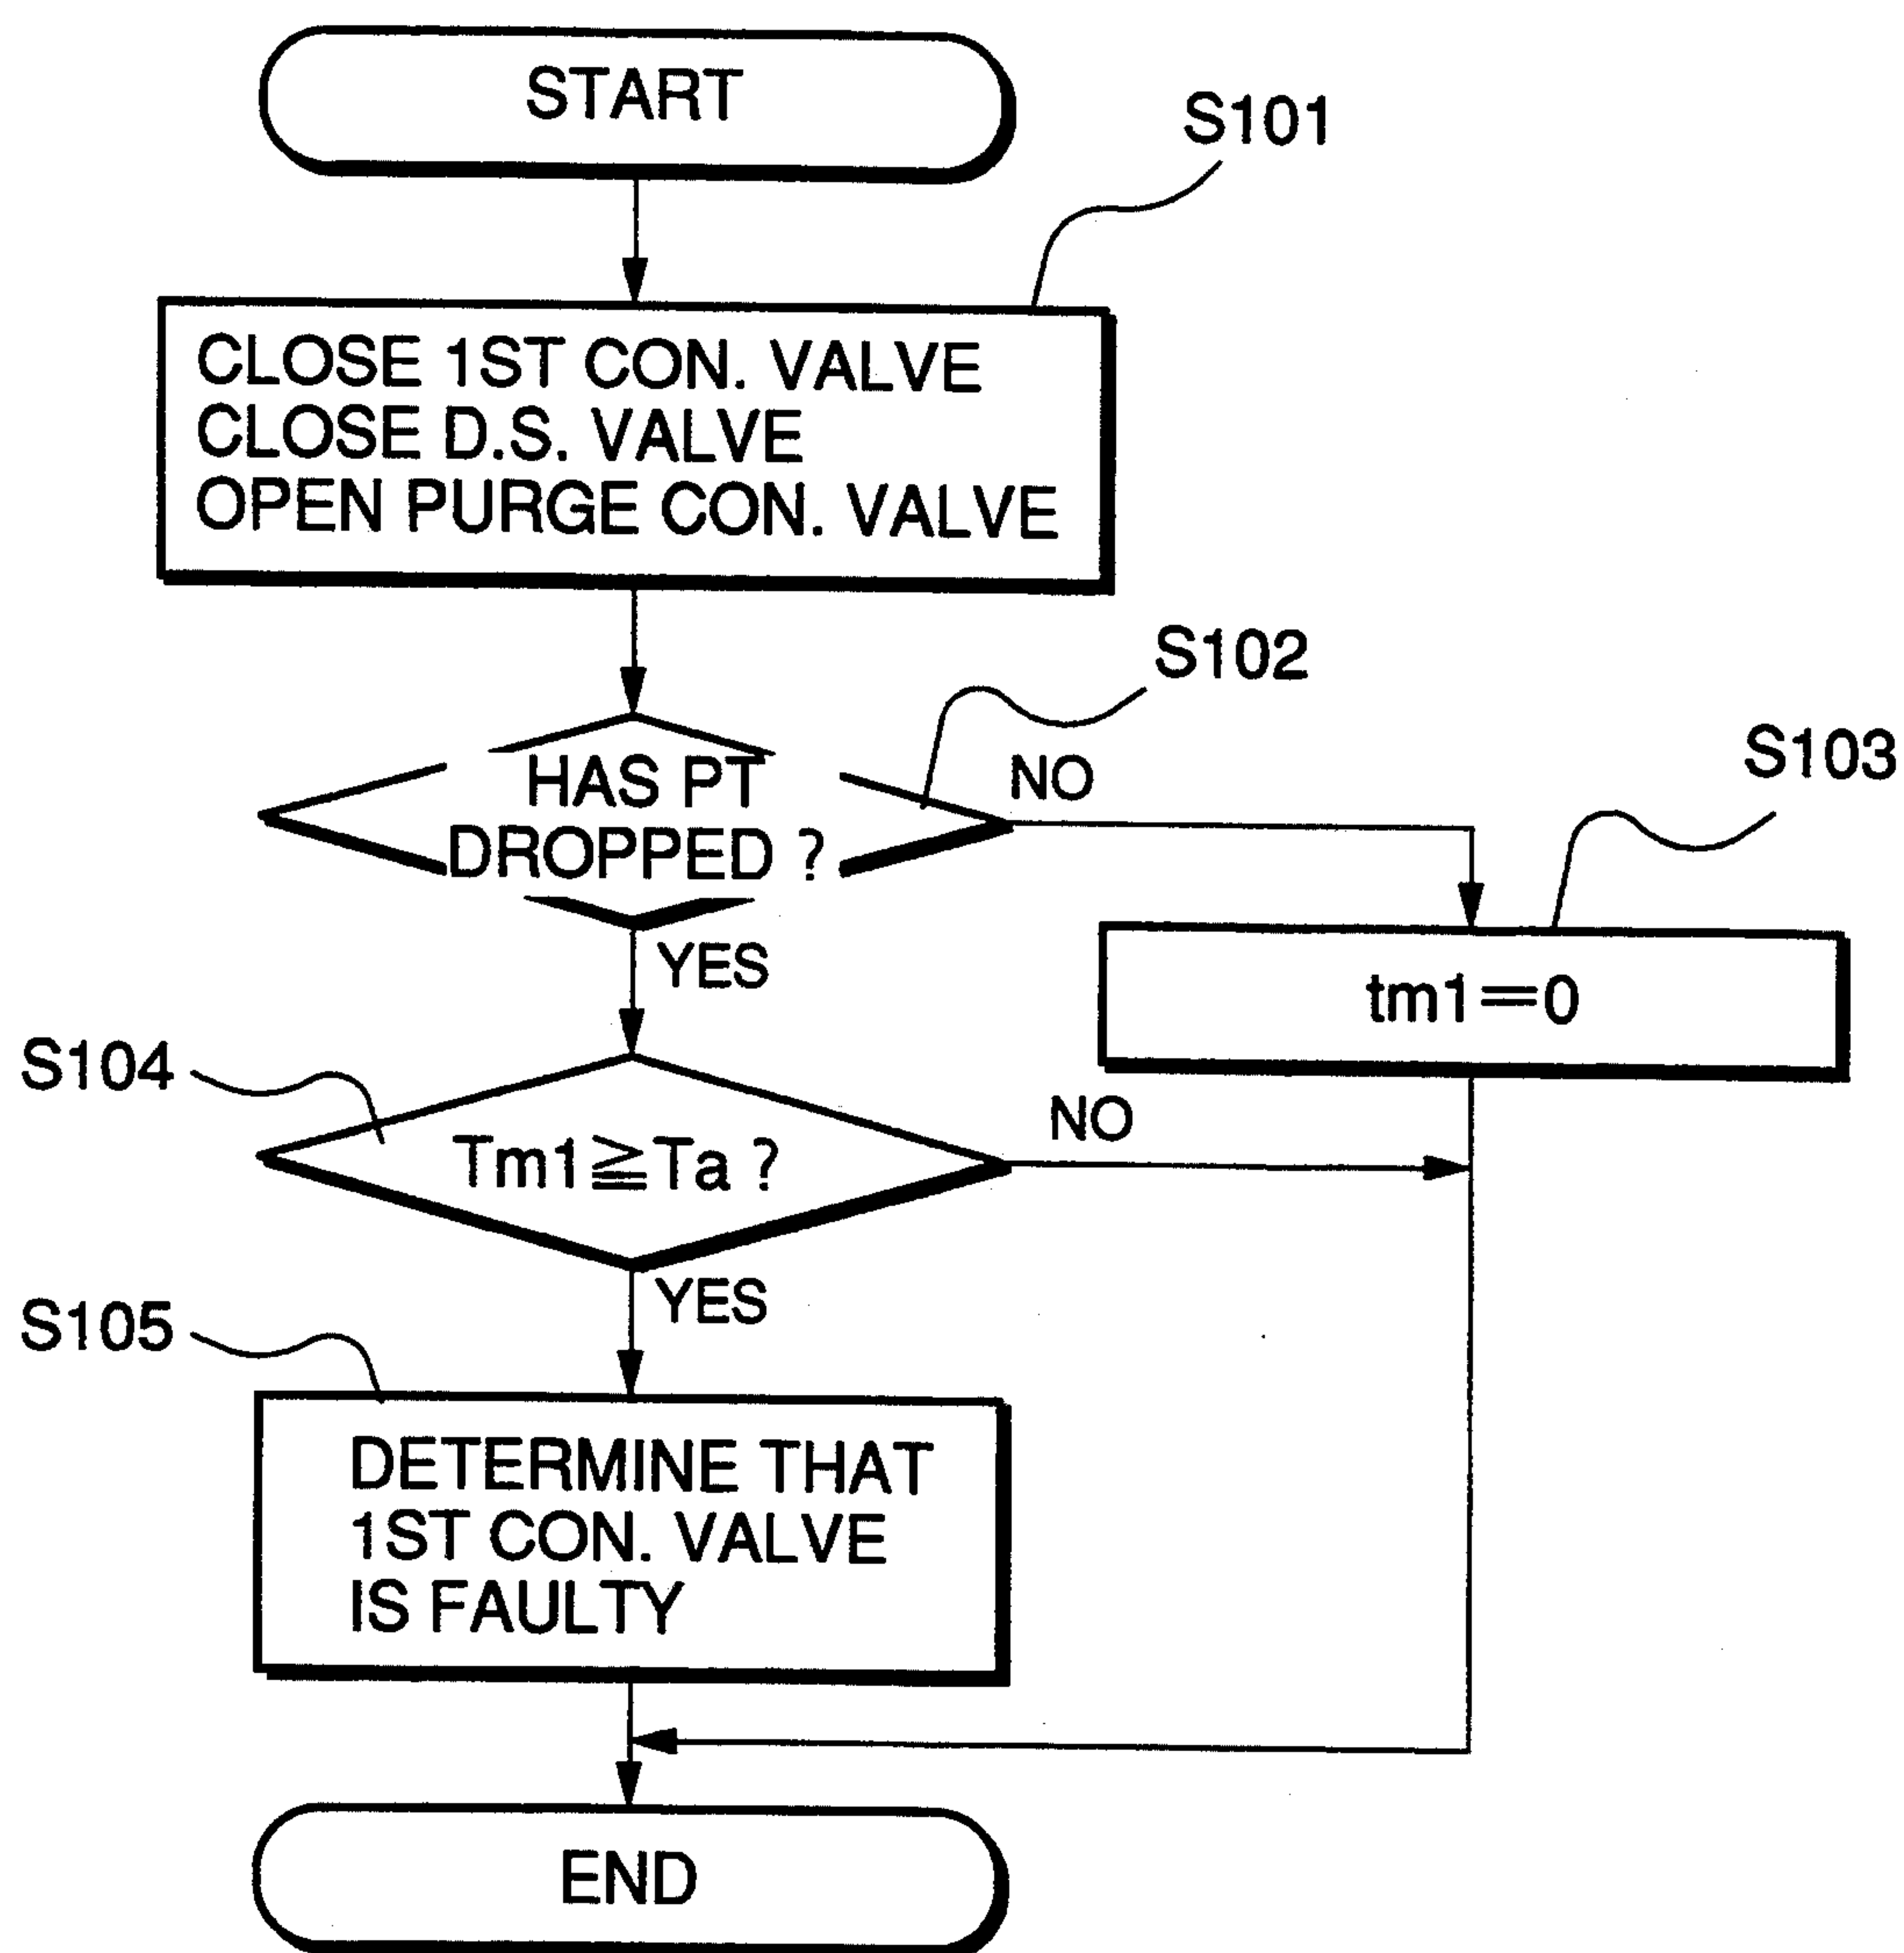 START
S101
CLOSE 1ST CON. VALVE
CLOSE D.S. VALVE
OPEN PURGE CON. VALVE
S102
HAS PT
DROPPED ?
NO
S103
YES
tm1=0
S104
Tm1≧Ta ?
NO
YES
S105
DETERMINE THAT
1ST CON. VALVE
IS FAULTY
END